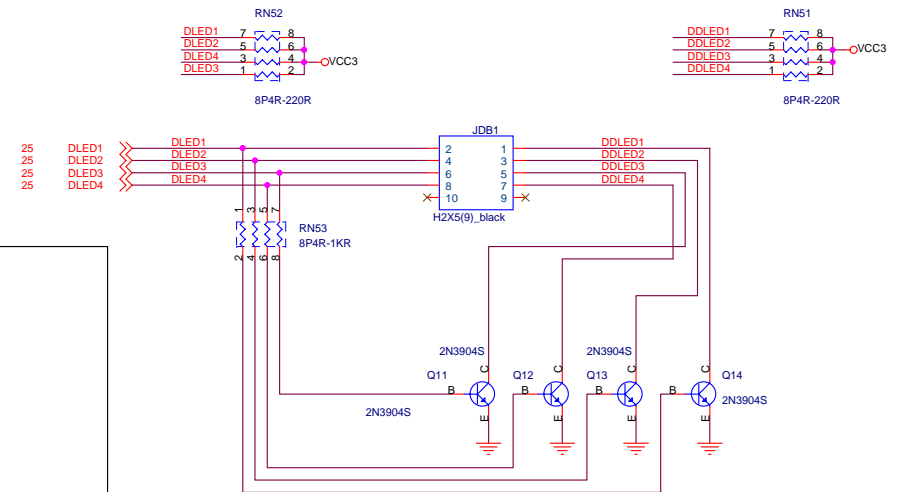 RN52
RN51
DLED1 7 8
DLED2 5 6
DLED4 3 4 VCC3
DLED3 1 2
8P4R-220R
DDLED1 7 8
DDLED2 5 6
DDLED3 3 4 VCC3
DDLED4 1 2
8P4R-220R
JDB1
25 DLED1 DLED1 2 1 DDLED1
25 DLED2 DLED2 4 3 DDLED2
25 DLED3 DLED3 6 5 DDLED3
25 DLED4 DLED4 8 7 DDLED4
10 9
H2X5(9)_black
1 3 5 7
RN53
8P4R-1KR
2 4 6 8
2N3904S 2N3904S
Q11 C Q12 C Q13 C Q14 C
B B B B
2N3904S
2N3904S
E E E E